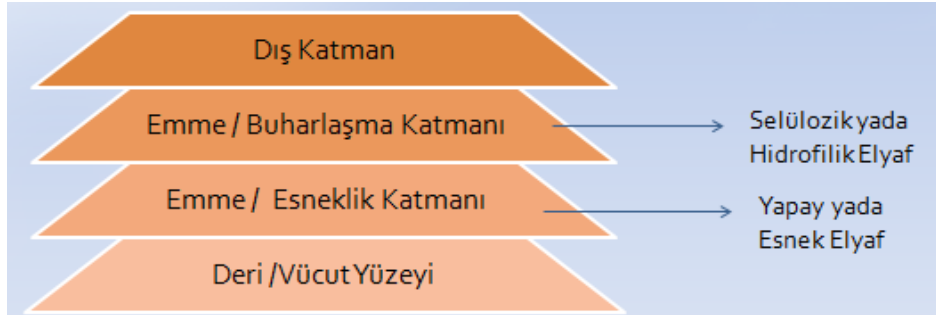 Dış Katman
Emme / Buharlaşma Katmanı
Selülozik yada
Hidrofilik Elyaf
Emme / Esneklik Katmanı
Yapay yada
Esnek Elyaf
Deri /Vücut Yüzeyi